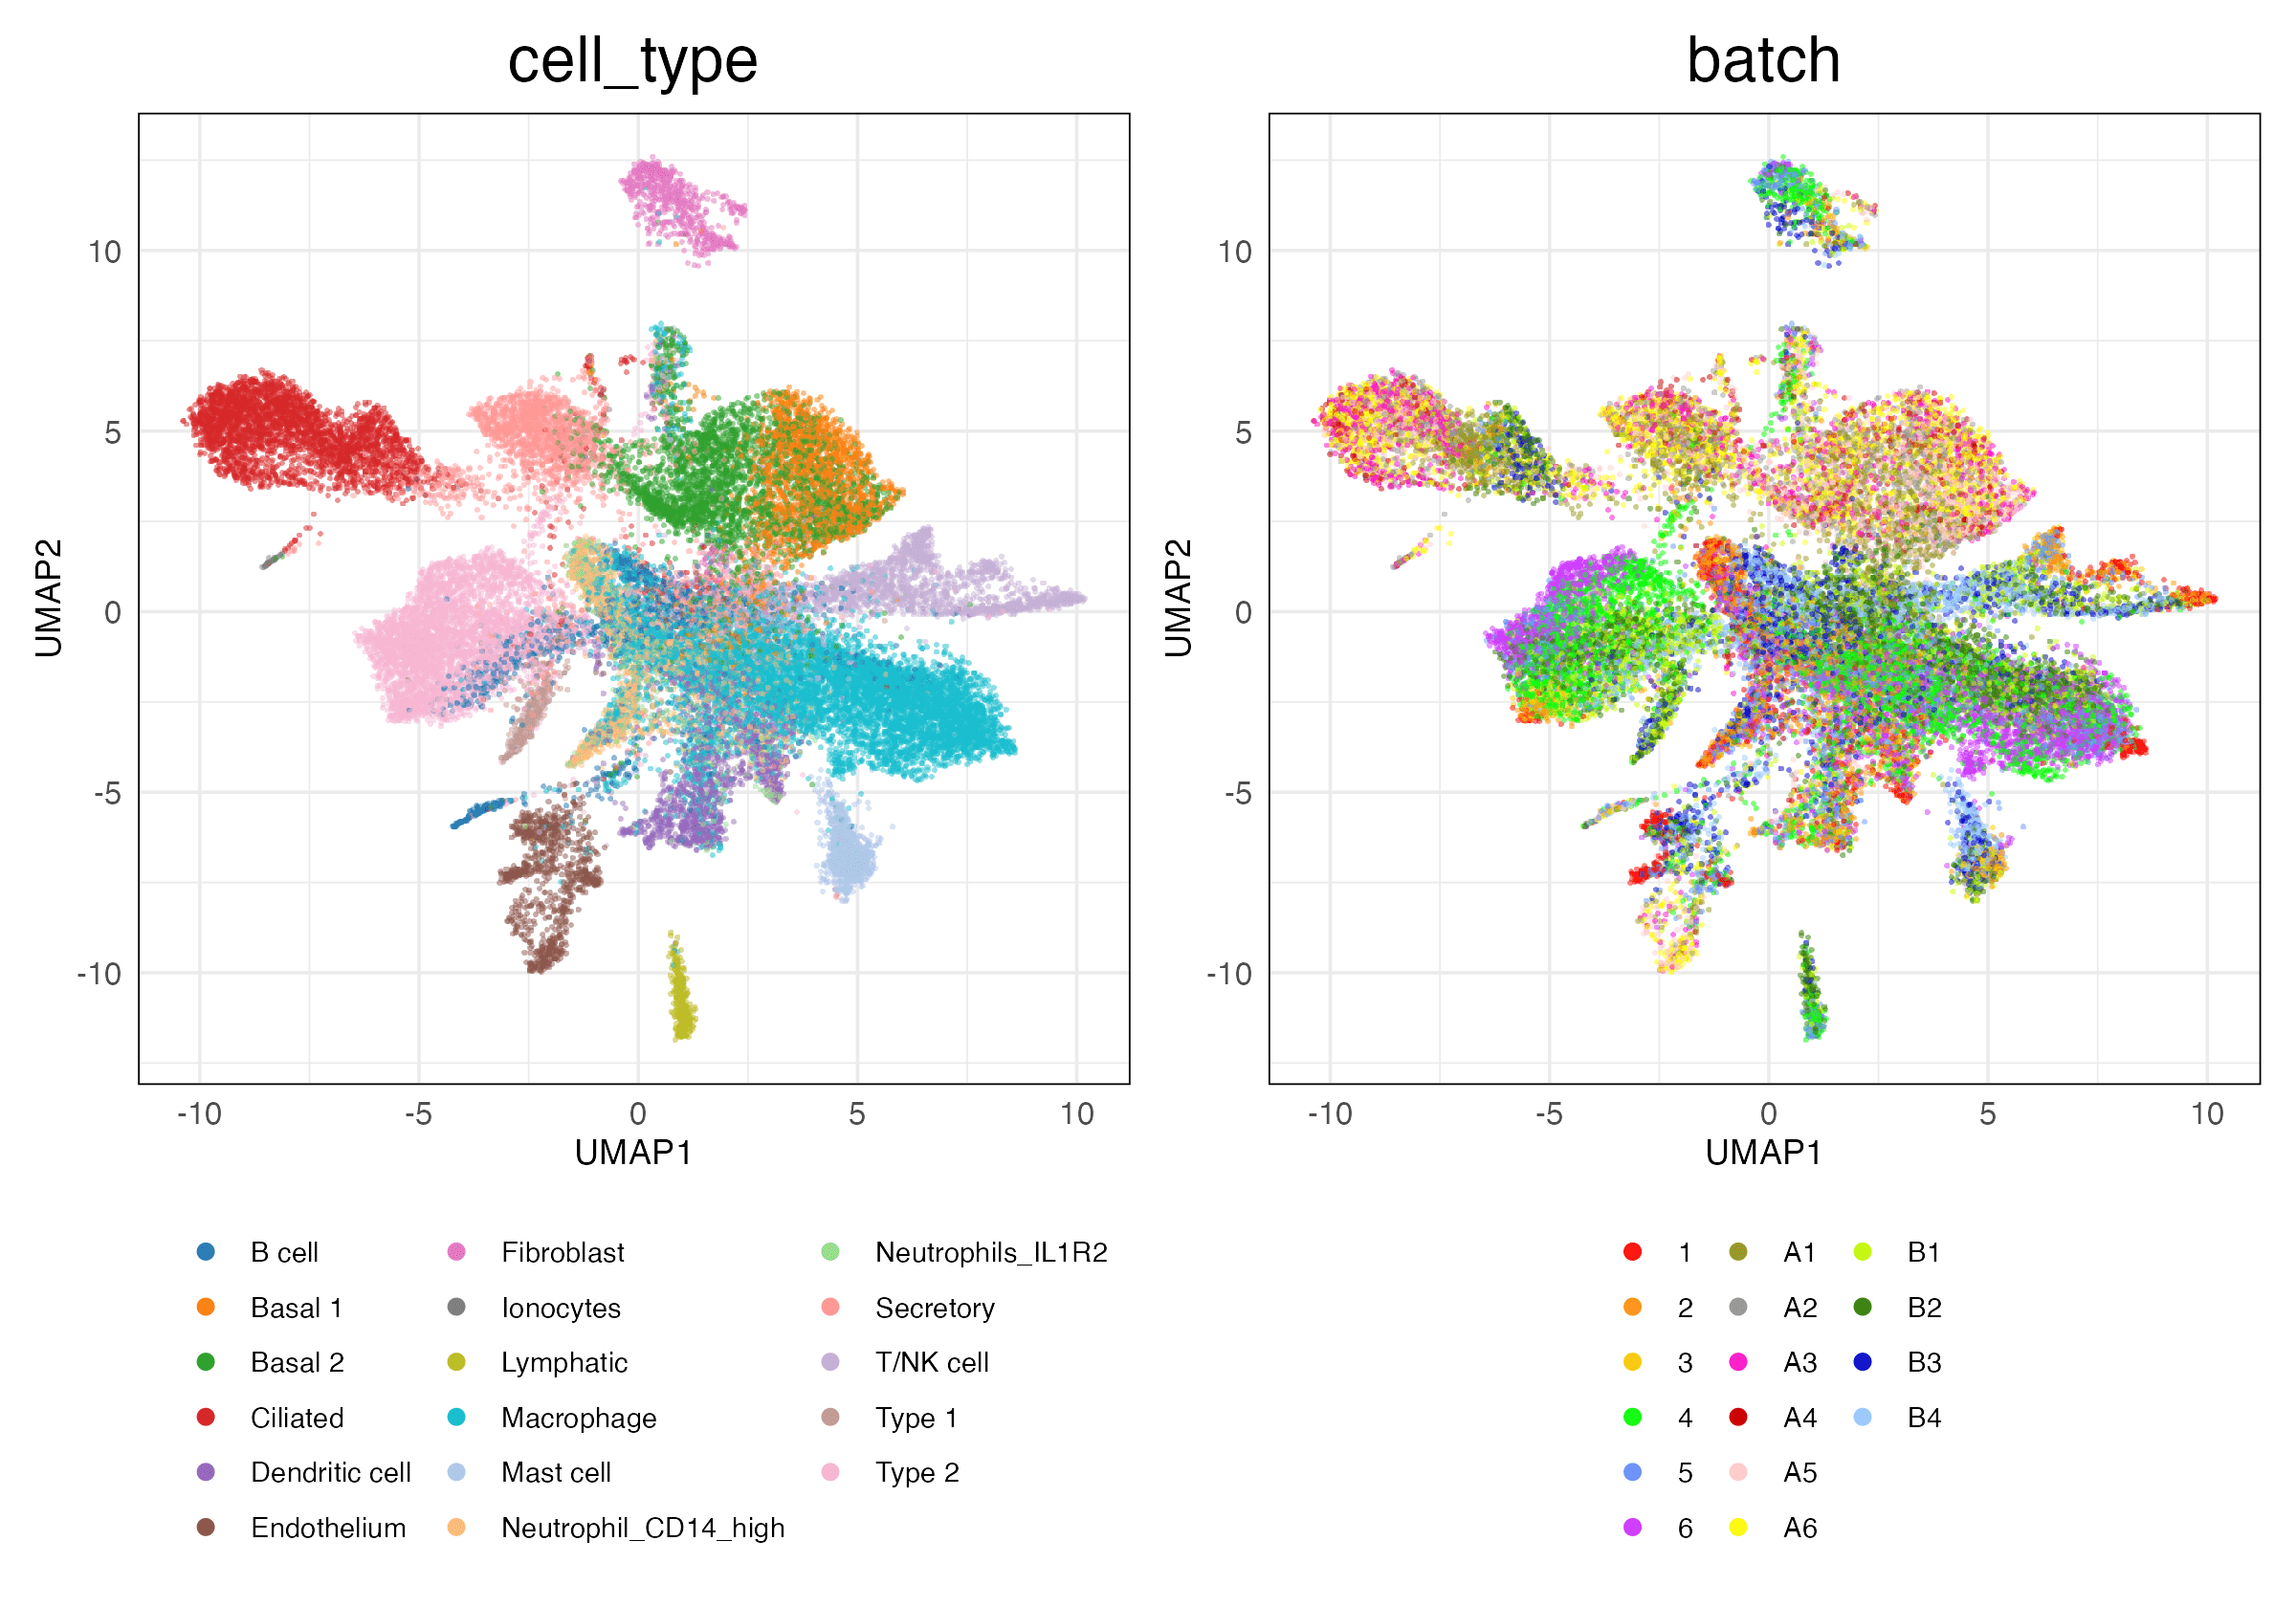 cell_type
batch
10
5
0
-5
-10
UMAP2
-10 -5 0 5 10
UMAP1
10
5
0
-5
-10
UMAP2
-10 -5 0 5 10
UMAP1
B cell
Basal 1
Basal 2
Ciliated
Dendritic cell
Endothelium
Fibroblast
Ionocytes
Lymphatic
Macrophage
Mast cell
Neutrophil_CD14_high
Neutrophils_IL1R2
Secretory
T/NK cell
Type 1
Type 2
1
2
3
4
5
6
A1
A2
A3
A4
A5
A6
B1
B2
B3
B4